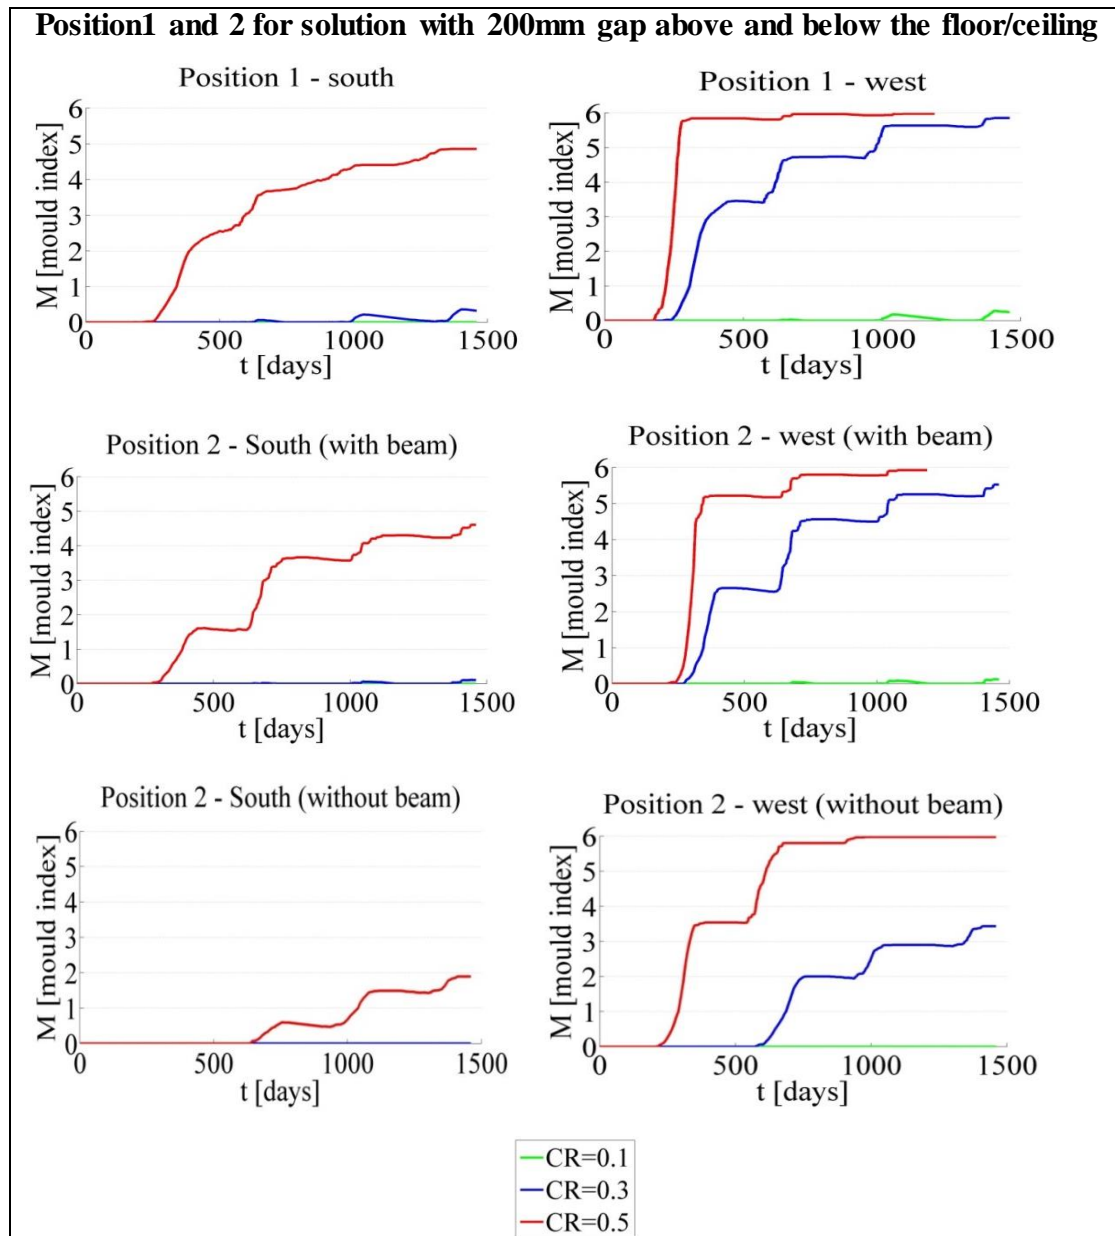 Position1 and 2 for solution with 200mm gap above and below the floor/ceiling
Position 1 - south
M [mould index]
6
5
4
3
2
1
0
0 500 1000 1500
t [days]
Position 1 - west
M [mould index]
6
5
4
3
2
1
0
0 500 1000 1500
t [days]
Position 2 - South (with beam)
M [mould index]
6
5
4
3
2
1
0
0 500 1000 1500
t [days]
Position 2 - west (with beam)
M [mould index]
6
5
4
3
2
1
0
0 500 1000 1500
t [days]
Position 2 - South (without beam)
M [mould index]
6
5
4
3
2
1
0
0 500 1000 1500
t [days]
Position 2 - west (without beam)
M [mould index]
6
5
4
3
2
1
0
0 500 1000 1500
t [days]
CR=0.1
CR=0.3
CR=0.5